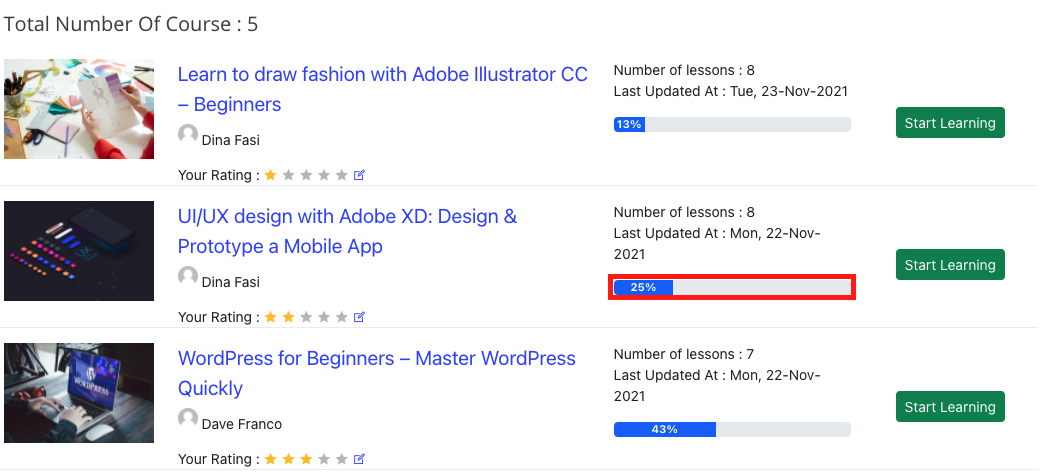 Total Number Of Course : 5
Learn to draw fashion with Adobe Illustrator CC
– Beginners
Dina Fasi
Your Rating :
Number of lessons : 8
Last Updated At : Tue, 23-Nov-2021
13%
Start Learning
UI/UX design with Adobe XD: Design &
Prototype a Mobile App
Dina Fasi
Your Rating :
Number of lessons : 8
Last Updated At : Mon, 22-Nov-
2021
25%
Start Learning
WORDPRESS
WordPress for Beginners – Master WordPress
Quickly
Dave Franco
Your Rating :
Number of lessons : 7
Last Updated At : Mon, 22-Nov-
2021
43%
Start Learning